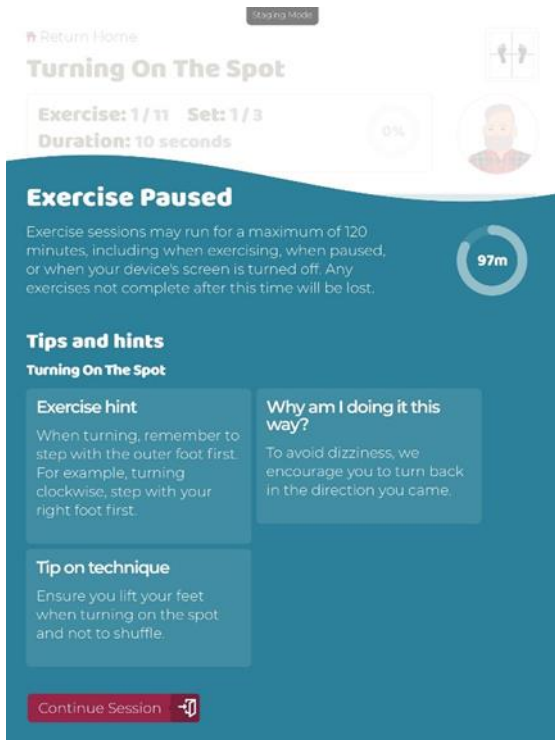 Staging Mode
Return Home
Turning On The Spot
Exercise: 1/11 Set: 1/3
Duration: 10 seconds
0%
Exercise Paused
Exercise sessions may run for a maximum of 120
minutes, including when exercising, when paused,
or when your device's screen is turned off. Any
exercises not complete after this time will be lost.
97m
Tips and hints
Turning On The Spot
Exercise hint
When turning, remember to
step with the outer foot first.
For example, turning
clockwise, step with your
right foot first.
Why am I doing it this
way?
To avoid dizziness, we
encourage you to turn back
in the direction you came.
Tip on technique
Ensure you lift your feet
when turning on the spot
and not to shuffle.
Continue Session